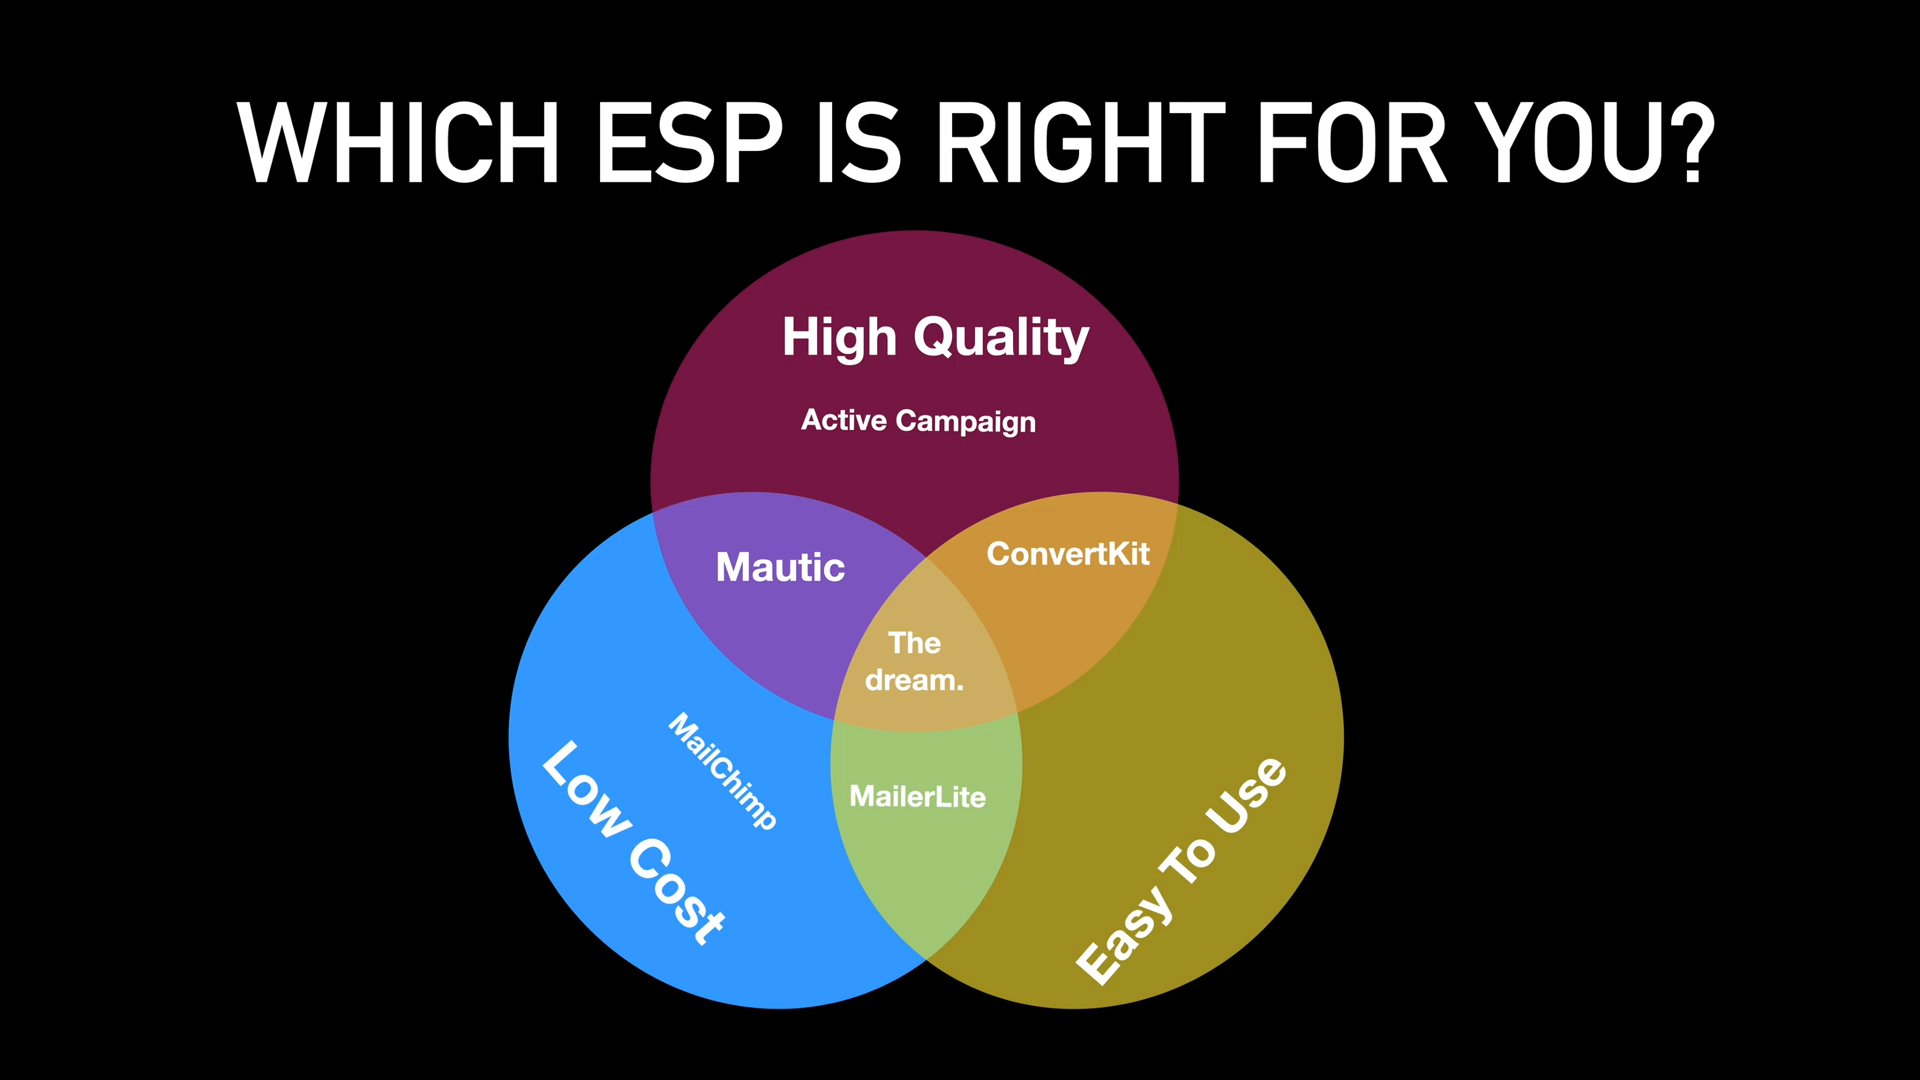 WHICH ESP IS RIGHT FOR YOU?
High Quality
Active Campaign
Mautic
ConvertKit
The
dream.
MailChimp
Low Cost
MailerLite
Easy To Use